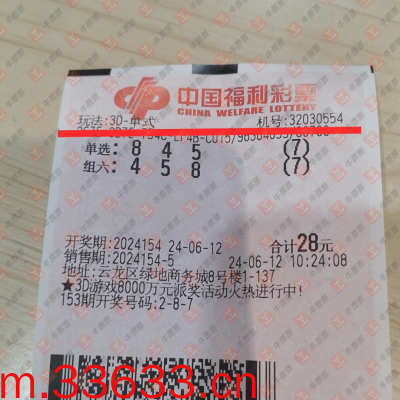 中国福利彩票
CHINA WELFARE LOTTERY
玩法:3D-单式 机号:32030554
单选: 8 4 5 (7)
组六: 4 5 8 (7)
开奖期:2024154 24-06-12 合计28元
销售期:2024154-5 24-06-12 10:24:08
地址:云龙区绿地商务城8号楼1-137
★3D游戏8000万元派奖活动火热进行中!
153期开奖号码:2-8-7
m.33633.cn